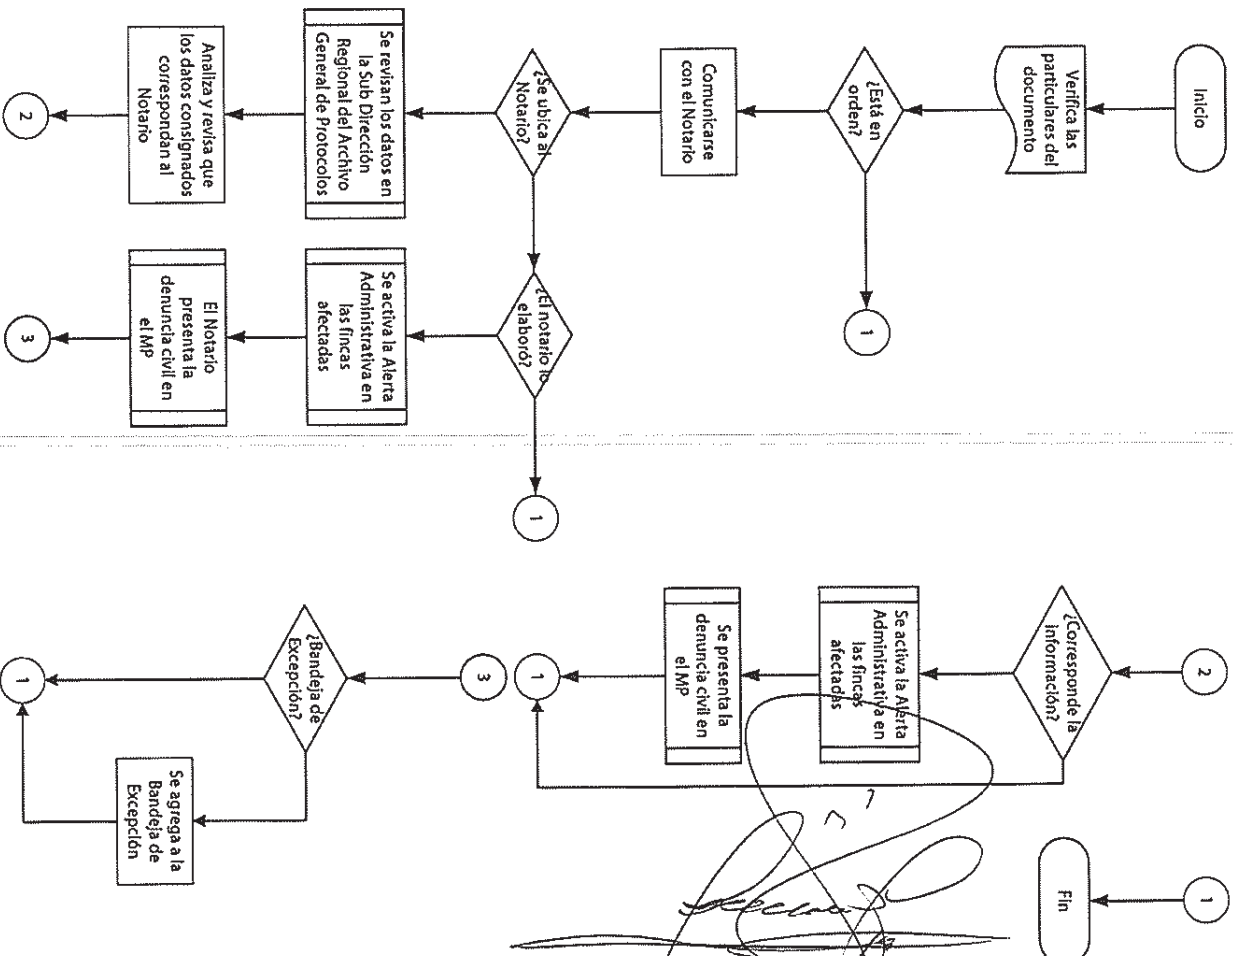 Inicio
Verifica las
particulares del
documento
¿Está en
orden?
1
Comunicarse
con el Notario
¿Se ubica al
Notario?
¿El notario lo
elaboró?
1
Se revisan los datos en
la Sub Dirección
Regional del Archivo
General de Protocolos
Se activa la Alerta
Administrativa en
las fincas
afectadas
Analiza y revisa que
los datos consignados
correspondan al
Notario
El Notario
presenta la
denuncia civil en
el MP
2
3
2
¿Corresponde la
información?
Se activa la Alerta
Administrativa en
las fincas
afectadas
Se presenta la
denuncia civil en
el MP
1
3
¿Bandeja de
Excepción?
Se agrega a la
Bandeja de
Excepción
1
1
Fin